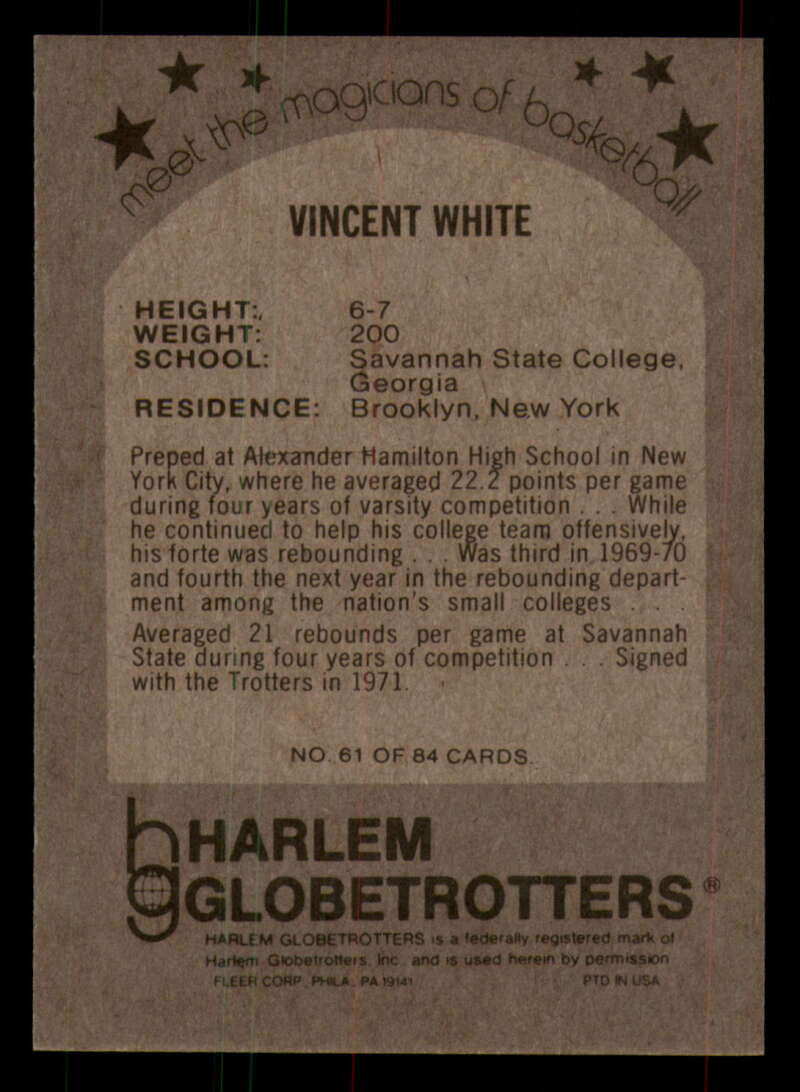 meet the magicians of basketball
VINCENT WHITE
HEIGHT: 6-7
WEIGHT: 200
SCHOOL: Savannah State College,
Georgia
RESIDENCE: Brooklyn, New York
Preped at Alexander Hamilton High School in New
York City, where he averaged 22.2 points per game
during four years of varsity competition . . . While
he continued to help his college team offensively,
his forte was rebounding . . . Was third in 1969-70
and fourth the next year in the rebounding depart-
ment among the nation's small colleges . . .
Averaged 21 rebounds per game at Savannah
State during four years of competition . . . Signed
with the Trotters in 1971.
NO. 61 OF 84 CARDS.
hg HARLEM
GLOBETROTTERS®
HARLEM GLOBETROTTERS is a federally registered mark of
Harlem Globetrotters, Inc. and is used herein by permission
FLEER CORP., PHILA., PA 19141 PTD IN USA